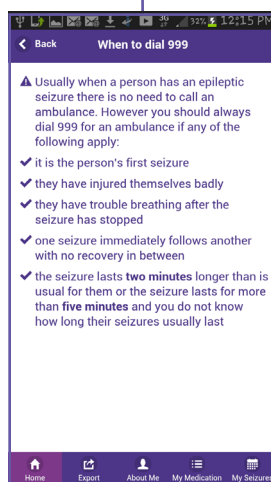 3G 32% 12:15 PM
Back When to dial 999
Usually when a person has an epileptic
seizure there is no need to call an
ambulance. However you should always
dial 999 for an ambulance if any of the
following apply:
it is the person's first seizure
they have injured themselves badly
they have trouble breathing after the
seizure has stopped
one seizure immediately follows another
with no recovery in between
the seizure lasts two minutes longer than is
usual for them or the seizure lasts for more
than five minutes and you do not know
how long their seizures usually last
Home Export About Me My Medication My Seizures